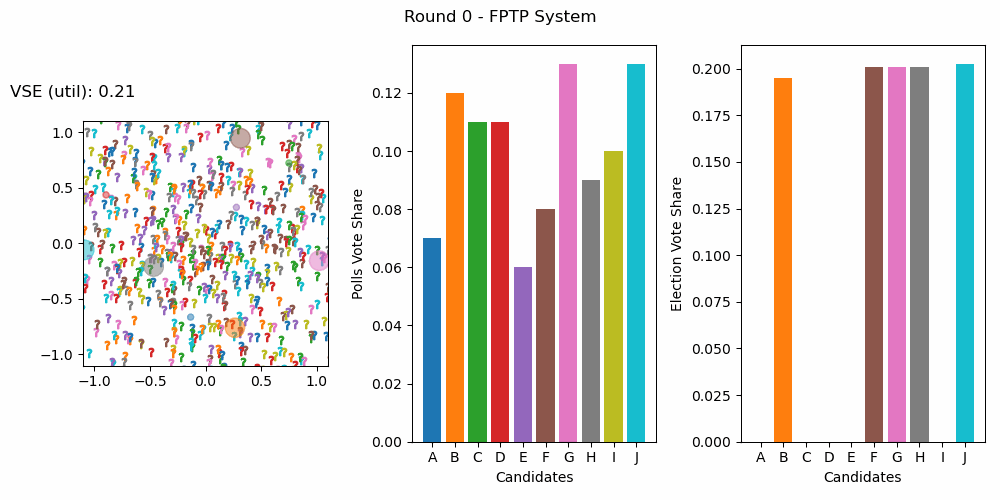 Round 0 - FPTP System
VSE (util): 0.21
1.0
0.5
0.0
−0.5
−1.0
−1.0 −0.5 0.0 0.5 1.0
Polls Vote Share
0.12
0.10
0.08
0.06
0.04
0.02
0.00
A B C D E F G H I J
Candidates
Election Vote Share
0.200
0.175
0.150
0.125
0.100
0.075
0.050
0.025
0.000
A B C D E F G H I J
Candidates